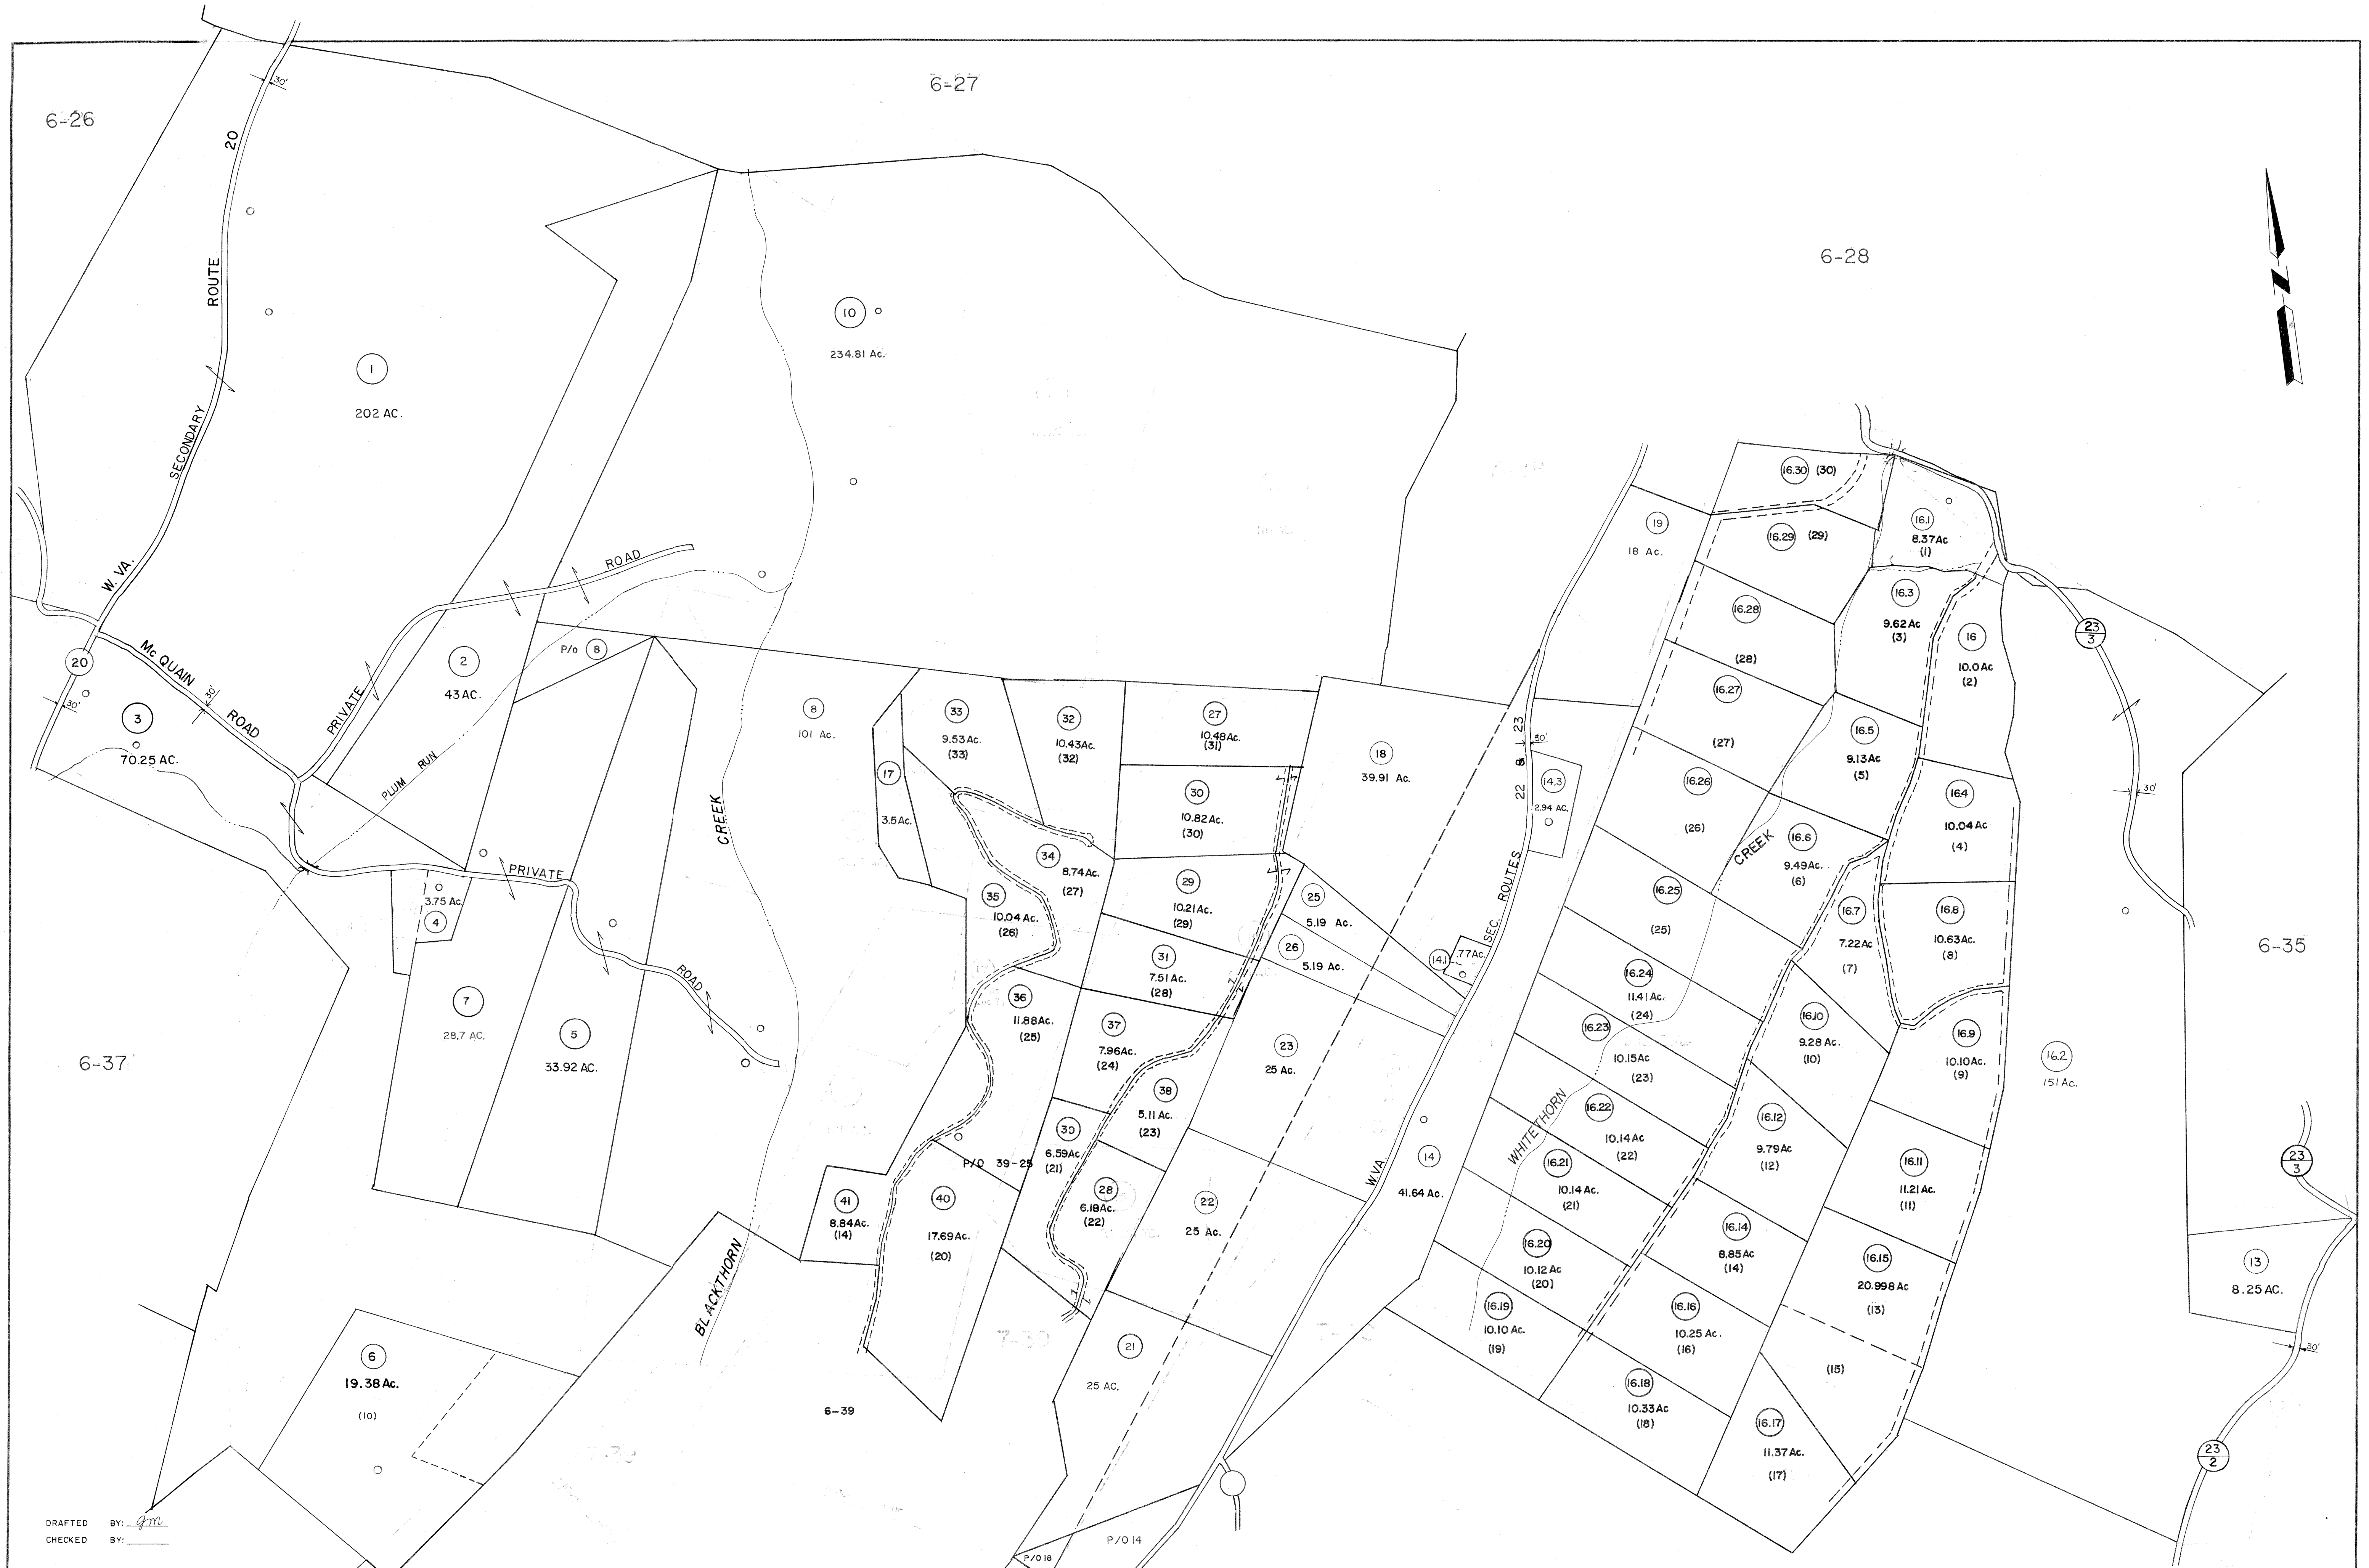 6-27
6-26
6-28
30'
20
ROUTE
SECONDARY
W. VA.
1
202 AC.
10
234.81 Ac.
ROAD
PRIVATE
20
30'
Mc QUAIN
ROAD
30'
3
70.25 AC.
2
43 AC.
P/o 8
PLUM RUN
PRIVATE
ROAD
3.75 Ac.
4
7
28.7 AC.
5
33.92 AC.
6-37
8
101 Ac.
CREEK
BLACKTHORN
17
3.5 Ac.
33
9.53 Ac.
(33)
32
10.43 Ac.
(32)
27
10.48 Ac.
(31)
30
10.82 Ac.
(30)
34
8.74 Ac.
(27)
35
10.04 Ac.
(26)
29
10.21 Ac.
(29)
31
7.51 Ac.
(28)
36
11.88 Ac.
(25)
37
7.96 Ac.
(24)
38
5.11 Ac.
(23)
39
6.59 Ac.
(21)
P/O 39-25
28
6.18 Ac.
(22)
40
17.69 Ac.
(20)
41
8.84 Ac.
(14)
18
39.91 Ac.
25
5.19 Ac.
26
5.19 Ac.
23
25 Ac.
22
25 Ac.
21
25 AC.
7-39
6-39
19
18 Ac.
22 & 23
50'
14.3
2.94 AC.
SEC. ROUTES
14.1
.77 Ac.
W.VA.
14
41.64 Ac.
P/O 14
P/O 18
16.30 (30)
16.29 (29)
16.1
8.37 Ac
(1)
16.28
(28)
16.3
9.62 Ac
(3)
16
10.0 Ac
(2)
16.27
(27)
16.5
9.13 Ac
(5)
16.26
(26)
16.4
10.04 Ac
(4)
CREEK
16.6
9.49 Ac.
(6)
16.25
(25)
16.7
7.22 Ac
(7)
16.8
10.63 Ac.
(8)
16.24
11.41 Ac.
(24)
16.23
10.15 Ac
(23)
16.10
9.28 Ac.
(10)
16.9
10.10 Ac.
(9)
16.22
10.14 Ac
(22)
WHITETHORN
16.12
9.79 Ac
(12)
16.21
10.14 Ac.
(21)
16.11
11.21 Ac.
(11)
16.20
10.12 Ac
(20)
16.14
8.85 Ac
(14)
16.15
20.998 Ac
(13)
16.19
10.10 Ac.
(19)
16.16
10.25 Ac.
(16)
(15)
16.18
10.33 Ac
(18)
16.17
11.37 Ac.
(17)
23
3
30'
16.2
151 Ac.
6-35
23
3
13
8.25 AC.
30'
23
2
6
19.38 Ac.
(10)
7-39
DRAFTED BY: gm
CHECKED BY: